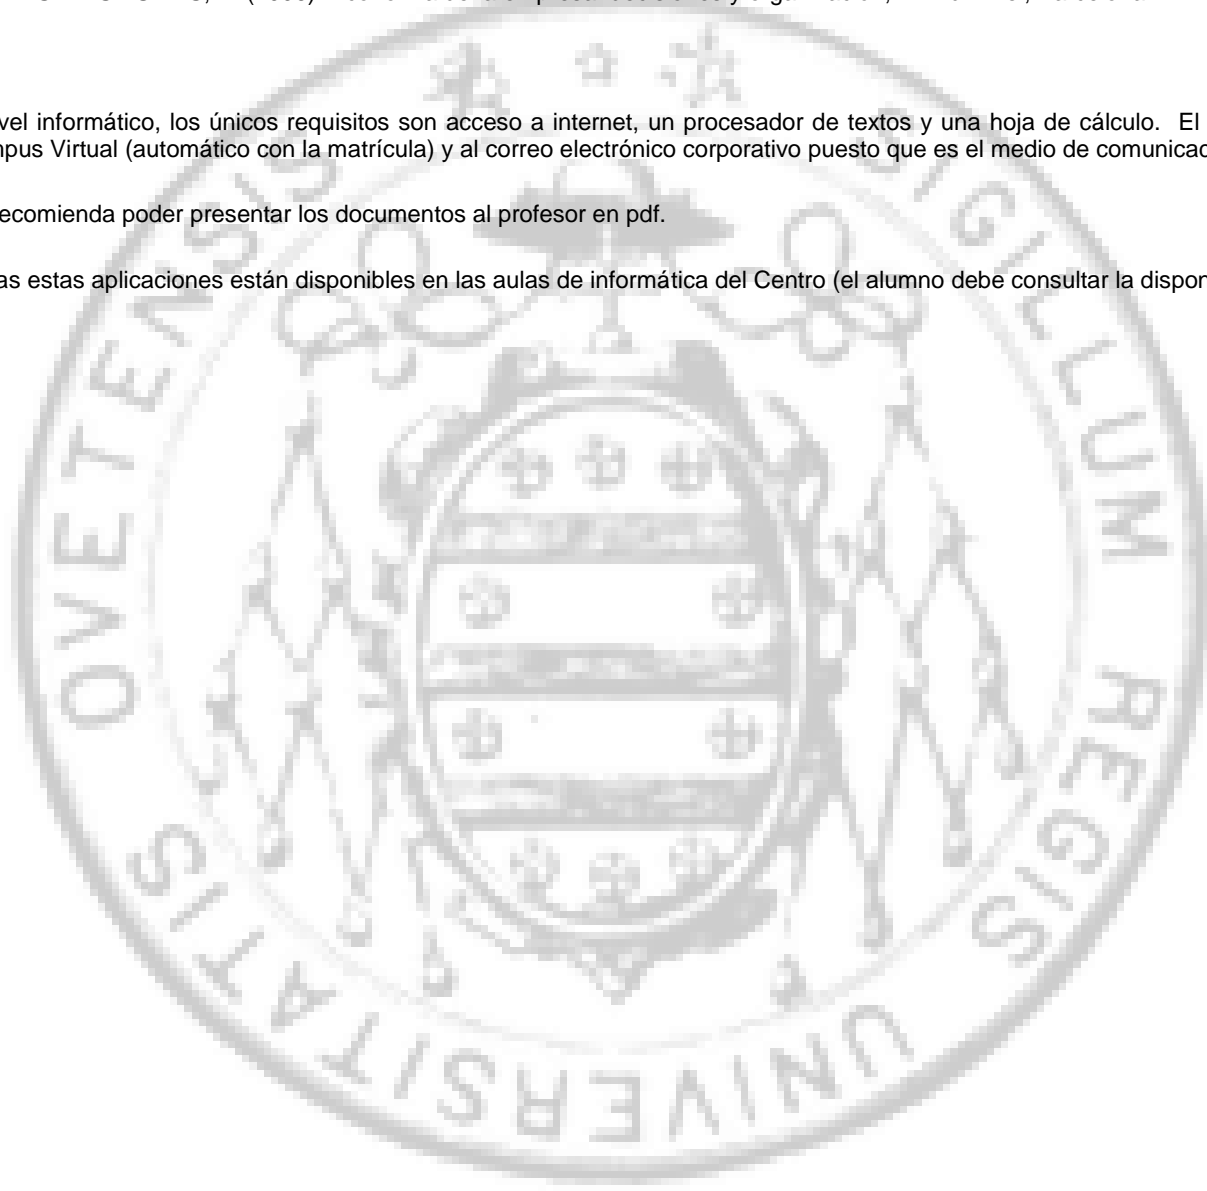 vel informático, los únicos requisitos son acceso a internet, un procesador de textos y una hoja de cálculo. El
npus Virtual (automático con la matrícula) y al correo electrónico corporativo puesto que es el medio de comunicac
ecomienda poder presentar los documentos al profesor en pdf.
as estas aplicaciones están disponibles en las aulas de informática del Centro (el alumno debe consultar la dispon
SIGILLUM REGIS UNIVERSITATIS OVETENSIS